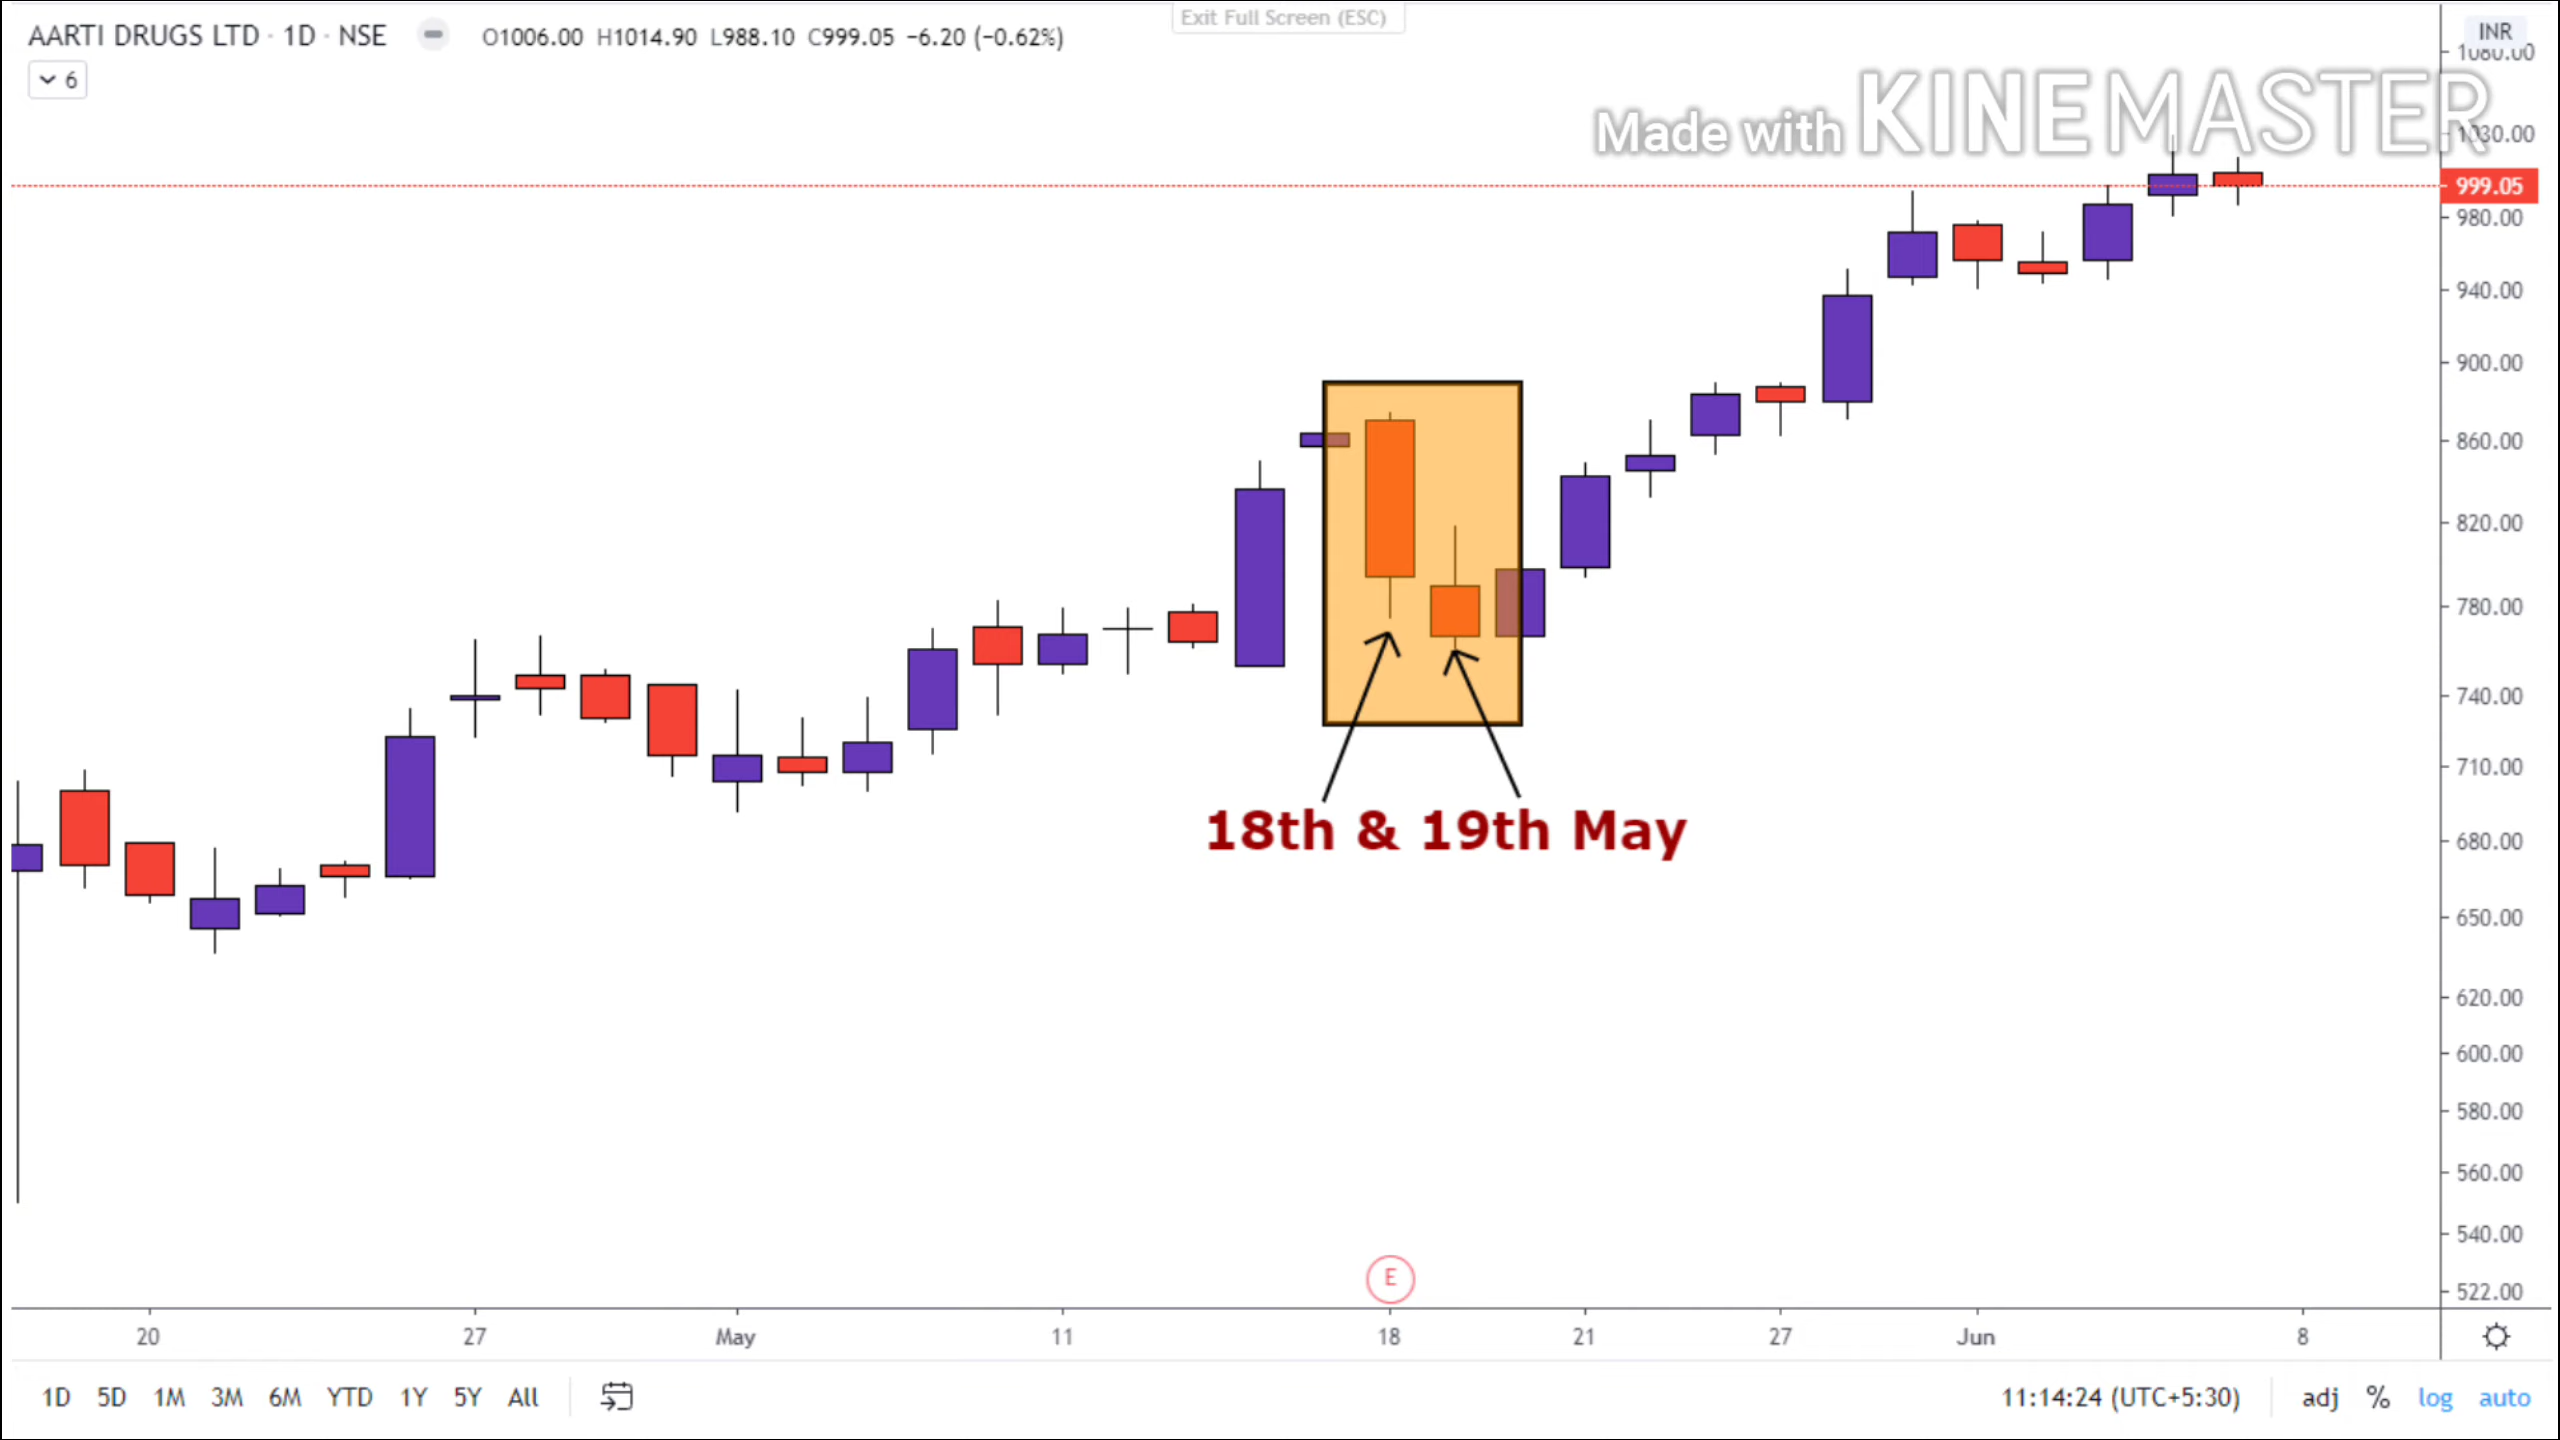 Exit Full Screen (ESC)
AARTI DRUGS LTD · 1D · NSE O1006.00 H1014.90 L988.10 C999.05 −6.20 (−0.62%)
INR
6
1080.00
Made with KINEMASTER
1030.00
999.05
980.00
940.00
900.00
860.00
820.00
780.00
740.00
710.00
18th & 19th May
680.00
650.00
620.00
600.00
580.00
560.00
540.00
E
522.00
20 27 May 11 18 21 27 Jun 8
1D 5D 1M 3M 6M YTD 1Y 5Y All 11:14:24 (UTC+5:30) adj % log auto